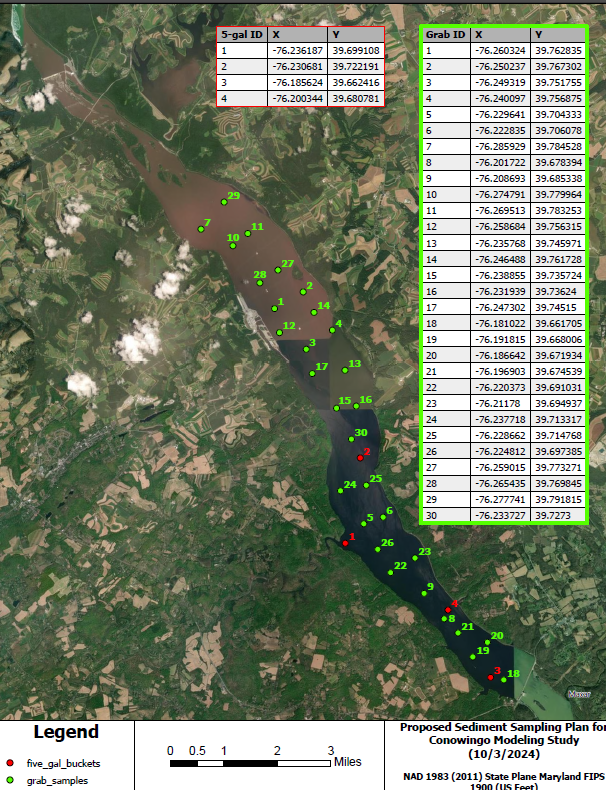 5-gal ID X Y
1 -76.236187 39.699108
2 -76.230681 39.722191
3 -76.185624 39.662416
4 -76.200344 39.680781
Grab ID X Y
1 -76.260324 39.762835
2 -76.250237 39.767302
3 -76.249319 39.751755
4 -76.240097 39.756875
5 -76.229641 39.704333
6 -76.222835 39.706078
7 -76.285929 39.784528
8 -76.201722 39.678394
9 -76.208693 39.685338
10 -76.274791 39.779964
11 -76.269513 39.783253
12 -76.258684 39.756315
13 -76.235768 39.745971
14 -76.246488 39.761728
15 -76.238855 39.735724
16 -76.231939 39.73624
17 -76.247302 39.74515
18 -76.181022 39.661705
19 -76.191815 39.668006
20 -76.186642 39.671934
21 -76.196903 39.674539
22 -76.220373 39.691031
23 -76.21178 39.694937
24 -76.237718 39.713317
25 -76.228662 39.714768
26 -76.224812 39.697385
27 -76.259015 39.773271
28 -76.265435 39.769845
29 -76.277741 39.791815
30 -76.233727 39.7273
29
7
11
10
27
28
2
1
14
12
4
3
13
17
15
16
30
2
25
24
6
5
1
26
23
22
9
4
8
21
20
19
3
18
Maxar
Legend
five_gal_buckets
grab_samples
0 0.5 1 2 3
Miles
Proposed Sediment Sampling Plan for
Conowingo Modeling Study
(10/3/2024)
NAD 1983 (2011) State Plane Maryland FIPS
1900 (US Feet)